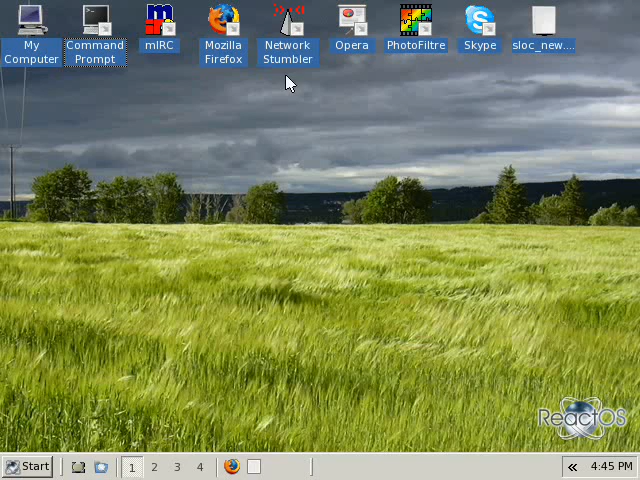 My Computer
Command Prompt
mIRC
Mozilla Firefox
Network Stumbler
Opera
PhotoFiltre
Skype
sloc_new....
ReactOS
Start
1 2 3 4
« 4:45 PM